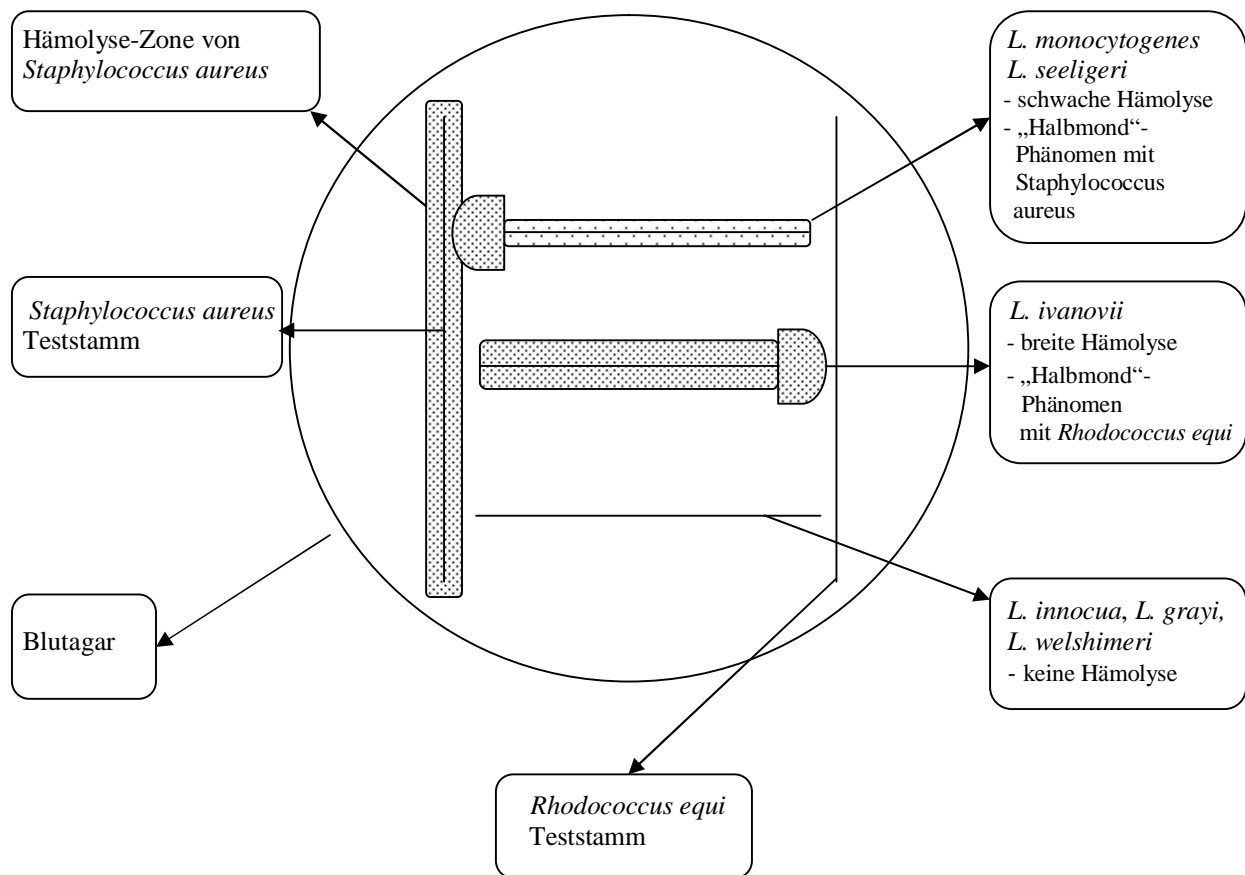 Hämolyse-Zone von
Staphylococcus aureus
Staphylococcus aureus
Teststamm
Blutagar
L. monocytogenes
L. seeligeri
- schwache Hämolyse
- „Halbmond“-
Phänomen mit
Staphylococcus
aureus
L. ivanovii
- breite Hämolyse
- „Halbmond“-
Phänomen
mit Rhodococcus equi
L. innocua, L. grayi,
L. welshimeri
- keine Hämolyse
Rhodococcus equi
Teststamm